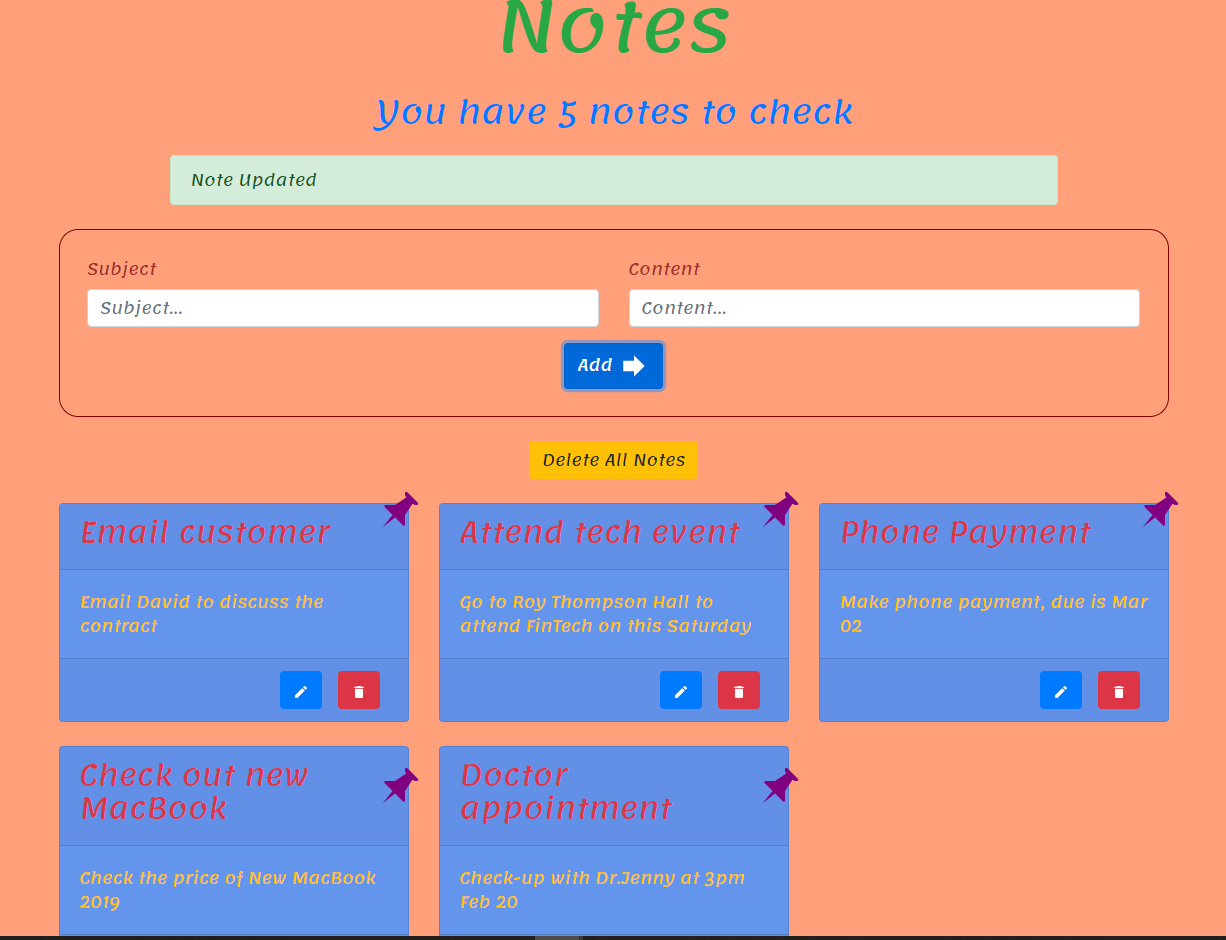 Notes
You have 5 notes to check
Note Updated
Subject
Content
Subject...
Content...
Add
Delete All Notes
Email customer
Email David to discuss the
contract
Attend tech event
Go to Roy Thompson Hall to
attend FinTech on this Saturday
Phone Payment
Make phone payment, due is Mar
02
Check out new
MacBook
Check the price of New MacBook
2019
Doctor
appointment
Check-up with Dr.Jenny at 3pm
Feb 20